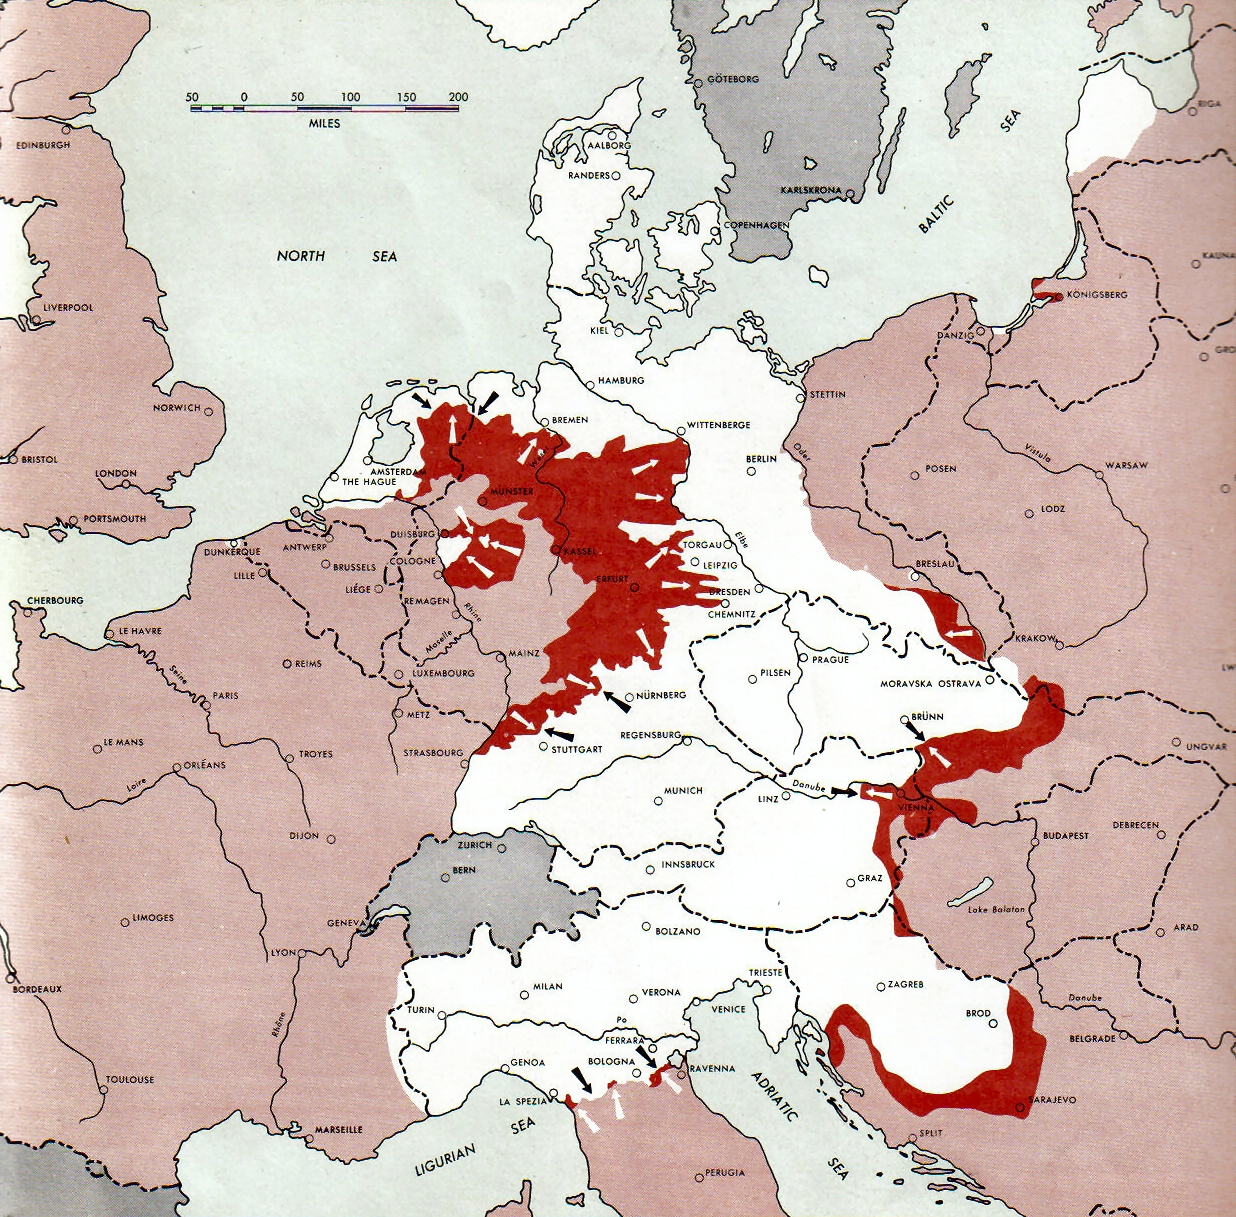 GÖTEBORG
50 0 50 100 150 200
MILES
SEA
RIGA
EDINBURGH
AALBORG
RANDERS
KARLSKRONA
BALTIC
COPENHAGEN
NORTH SEA
KAUNA
LIVERPOOL
KÖNIGSBERG
KIEL
DANZIG
GRO
HAMBURG
STETTIN
NORWICH
BREMEN
WITTENBERGE
Oder
Vistula
BRISTOL
BERLIN
WARSAW
AMSTERDAM
POSEN
LONDON
THE HAGUE
MÜNSTER
LODZ
PORTSMOUTH
DUISBURG
Elbe
DUNKERQUE
ANTWERP
TORGAU
KASSEL
COLOGNE
LEIPZIG
BRESLAU
LILLE
BRUSSELS
ERFURT
LIÉGE
DRESDEN
CHERBOURG
REMAGEN
Rhine
CHEMNITZ
LE HAVRE
Moselle
KRAKOW
MAINZ
PRAGUE
REIMS
Seine
LUXEMBOURG
PILSEN
MORAVSKA OSTRAVA
PARIS
NÜRNBERG
METZ
BRÜNN
REGENSBURG
LE MANS
TROYES
STRASBOURG
STUTTGART
UNGVAR
ORLÉANS
Loire
Danube
MUNICH
LINZ
VIENNA
DIJON
BUDAPEST
DEBRECEN
ZURICH
BERN
INNSBRUCK
GRAZ
Lake Balaton
LIMOGES
GENEVA
BOLZANO
ARAD
LYON
TRIESTE
BORDEAUX
MILAN
VERONA
ZAGREB
Danube
TURIN
VENICE
BROD
Rhône
Po
FERRARA
BELGRADE
GENOA
BOLOGNA
RAVENNA
TOULOUSE
LA SPEZIA
ADRIATIC
SARAJEVO
MARSEILLE
SEA
SPLIT
LIGURIAN
SEA
PERUGIA